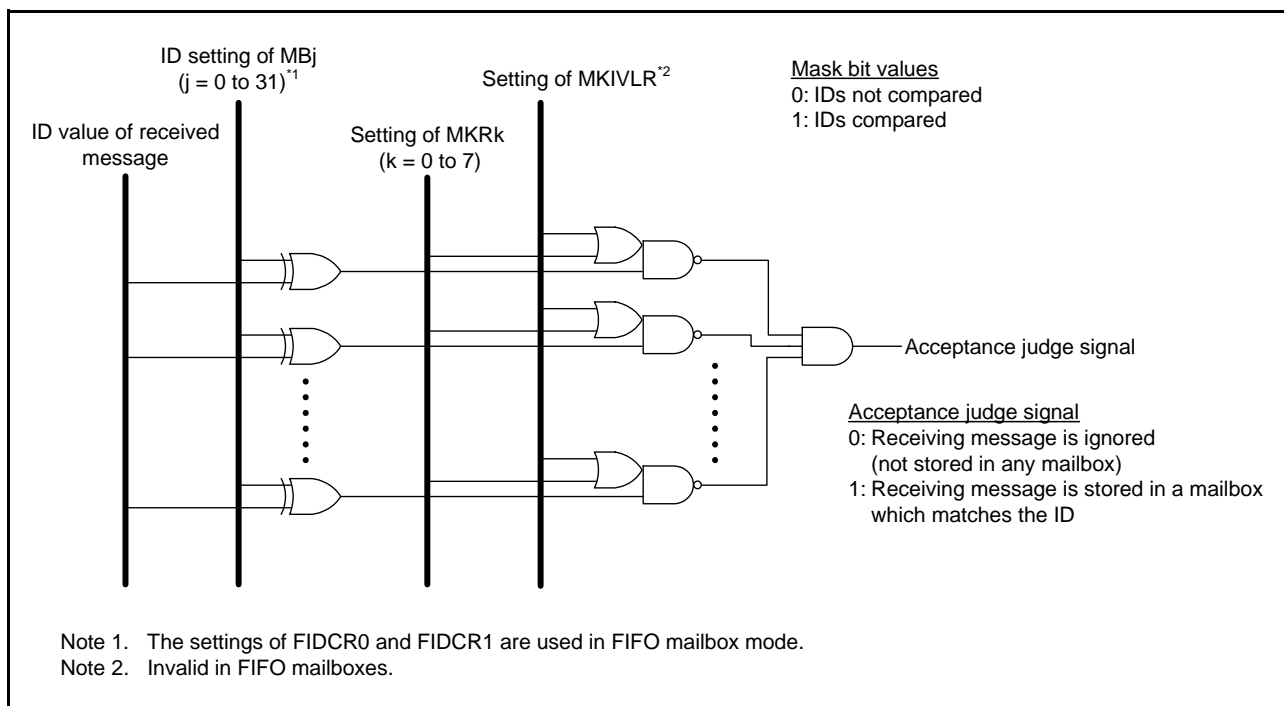 ID setting of MBj
(j = 0 to 31)*1
Setting of MKIVLR*2
Mask bit values
0: IDs not compared
1: IDs compared
ID value of received
message
Setting of MKRk
(k = 0 to 7)
Acceptance judge signal
Acceptance judge signal
0: Receiving message is ignored
(not stored in any mailbox)
1: Receiving message is stored in a mailbox
which matches the ID
Note 1. The settings of FIDCR0 and FIDCR1 are used in FIFO mailbox mode.
Note 2. Invalid in FIFO mailboxes.